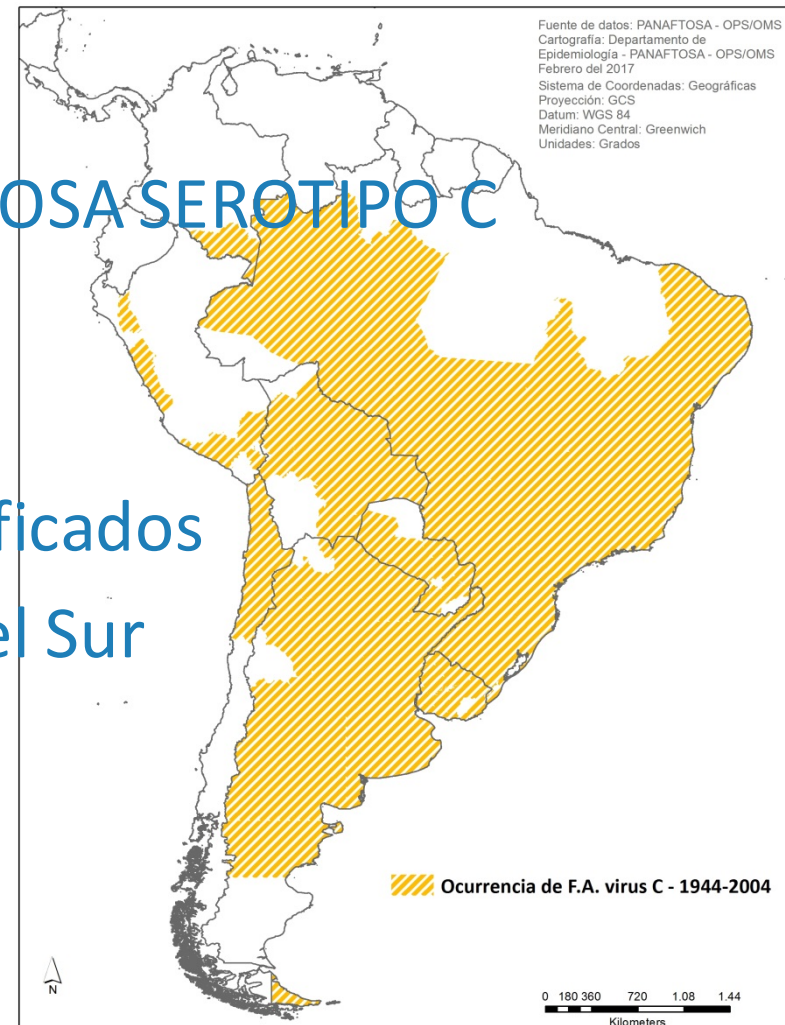 Fuente de datos: PANAFTOSA - OPS/OMS
Cartografía: Departamento de
Epidemiología - PANAFTOSA - OPS/OMS
Febrero del 2017
Sistema de Coordenadas: Geográficas
Proyección: GCS
Datum: WGS 84
Meridiano Central: Greenwich
Unidades: Grados
OSA SEROTIPO C
ficados
el Sur
Ocurrencia de F.A. virus C - 1944-2004
N
0 180 360 720 1.08 1.44
Kilometers